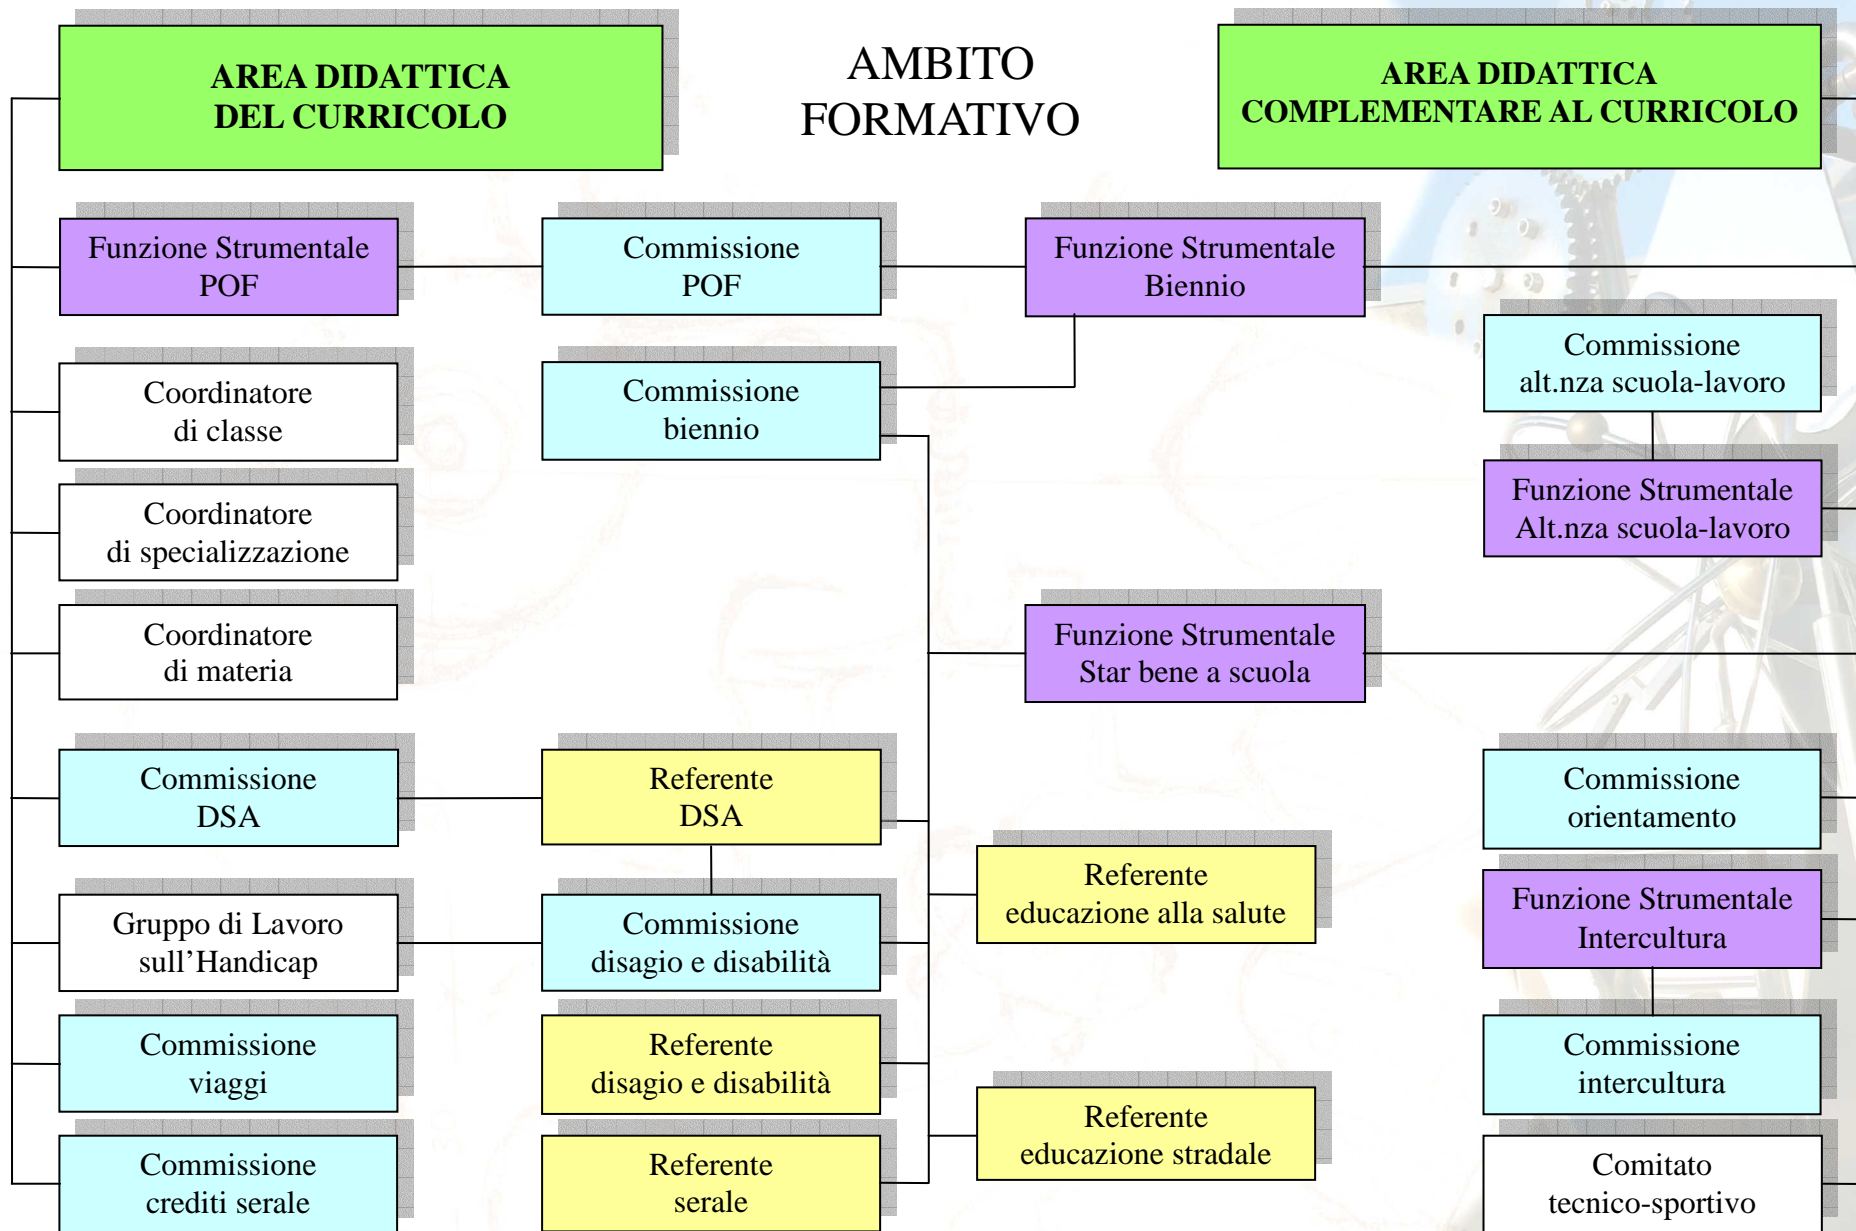 AREA DIDATTICA
DEL CURRICOLO
AMBITO
FORMATIVO
AREA DIDATTICA
COMPLEMENTARE AL CURRICOLO
Funzione Strumentale
POF
Commissione
POF
Funzione Strumentale
Biennio
Coordinatore
di classe
Commissione
biennio
Commissione
alt.nza scuola-lavoro
Coordinatore
di specializzazione
Funzione Strumentale
Alt.nza scuola-lavoro
Coordinatore
di materia
Funzione Strumentale
Star bene a scuola
Commissione
DSA
Referente
DSA
Commissione
orientamento
Referente
educazione alla salute
Gruppo di Lavoro
sull'Handicap
Commissione
disagio e disabilità
Funzione Strumentale
Intercultura
Commissione
viaggi
Referente
disagio e disabilità
Commissione
intercultura
Referente
educazione stradale
Commissione
crediti serale
Referente
serale
Comitato
tecnico-sportivo